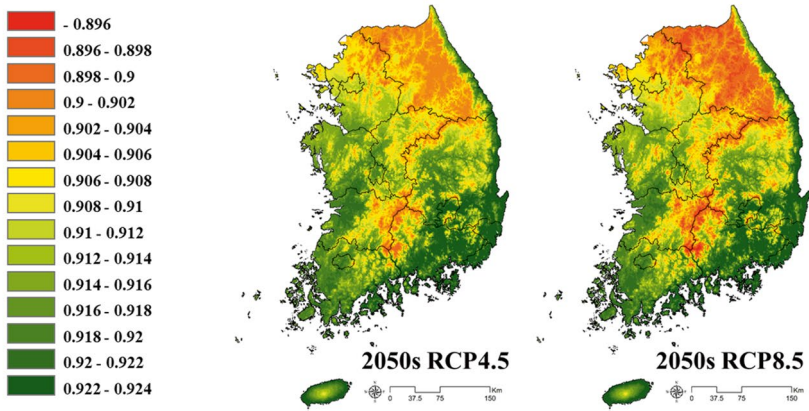 - 0.896
0.896 - 0.898
0.898 - 0.9
0.9 - 0.902
0.902 - 0.904
0.904 - 0.906
0.906 - 0.908
0.908 - 0.91
0.91 - 0.912
0.912 - 0.914
0.914 - 0.916
0.916 - 0.918
0.918 - 0.92
0.92 - 0.922
0.922 - 0.924
2050s RCP4.5
0 37.5 75 150 Km
2050s RCP8.5
0 37.5 75 150 Km